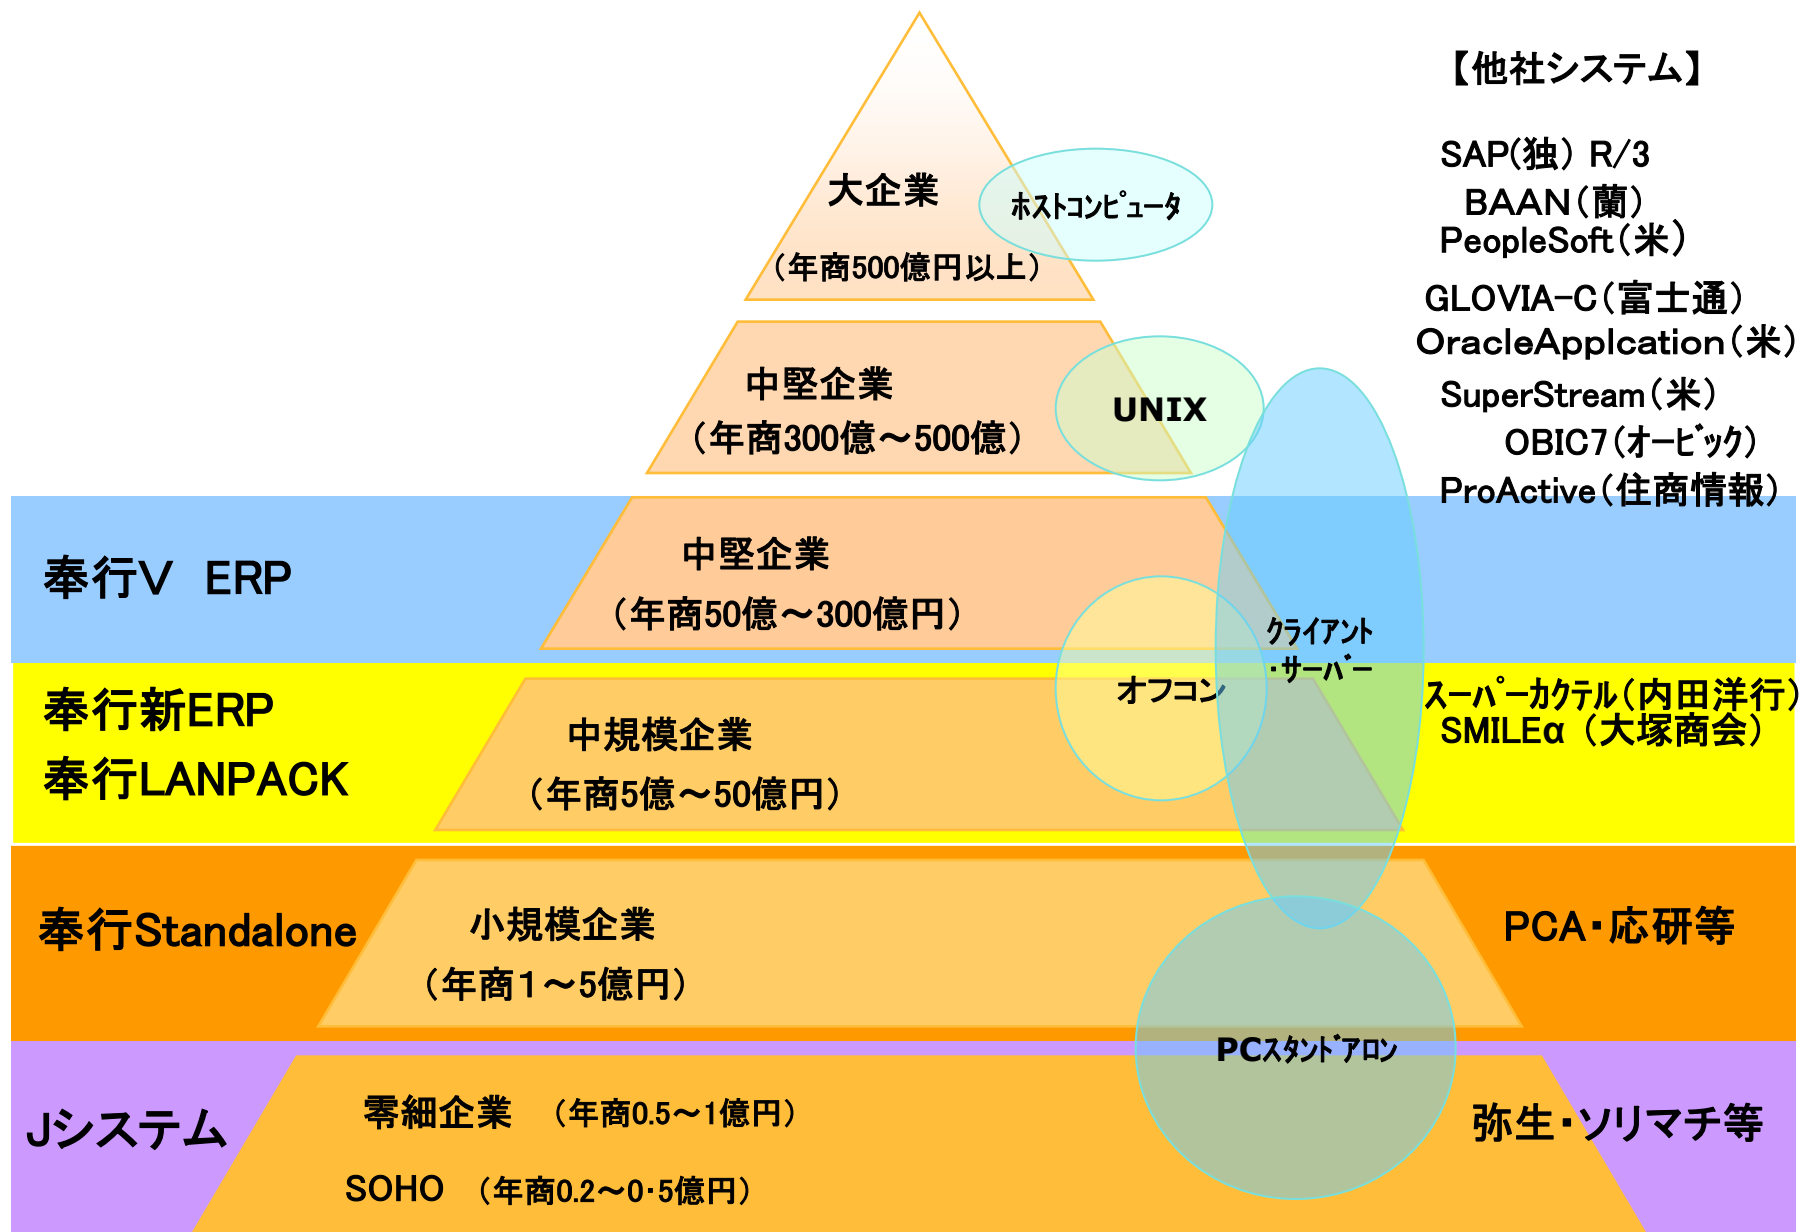 【他社システム】
SAP(独） R/3
BAAN（蘭）
PeopleSoft（米）
GLOVIA-C（富士通）
OracleApplcation（米）
SuperStream（米）
OBIC7（ｵｰﾋﾞｯｸ）
ProActive（住商情報）
大企業
ﾎｽﾄｺﾝﾋﾟｭｰﾀ
（年商500億円以上）
中堅企業
UNIX
（年商300億～500億）
奉行Ｖ　ERP
中堅企業
（年商50億～300億円）
ｸﾗｲｱﾝﾄ
・ｻｰﾊﾞｰ
奉行新ERP
奉行LANPACK
中規模企業
オフコン
（年商5億～50億円）
ｽｰﾊﾟｰｶｸﾃﾙ（内田洋行）
SMILEα （大塚商会）
奉行Standalone
小規模企業
（年商１～5億円）
PCA・応研等
PCｽﾀﾝﾄﾞｱﾛﾝ
Jシステム
零細企業　（年商0.5～1億円）
SOHO　（年商0.2～0・5億円）
弥生・ソリマチ等